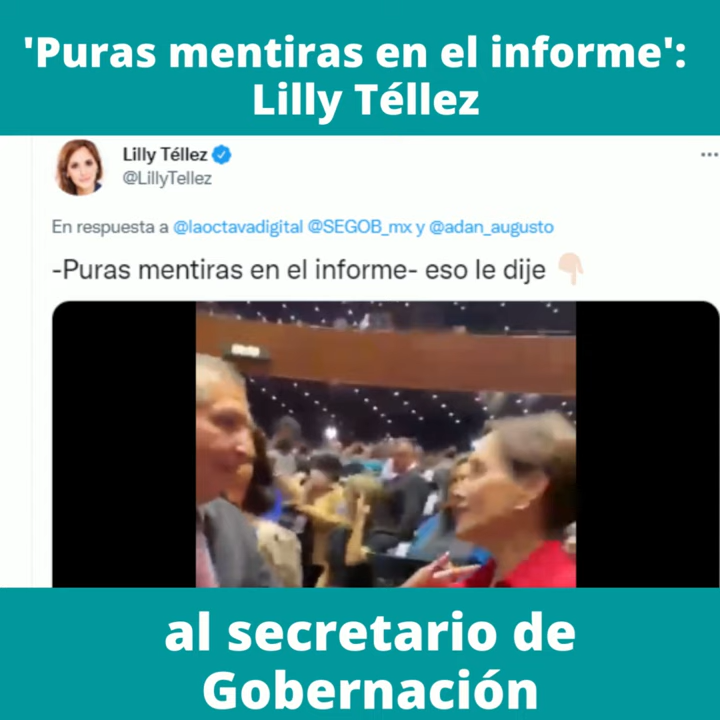 'Puras mentiras en el informe':
Lilly Téllez
Lilly Téllez
@LillyTellez
En respuesta a @laoctavadigital @SEGOB_mx y @adan_augusto
-Puras mentiras en el informe- eso le dije
al secretario de
Gobernación